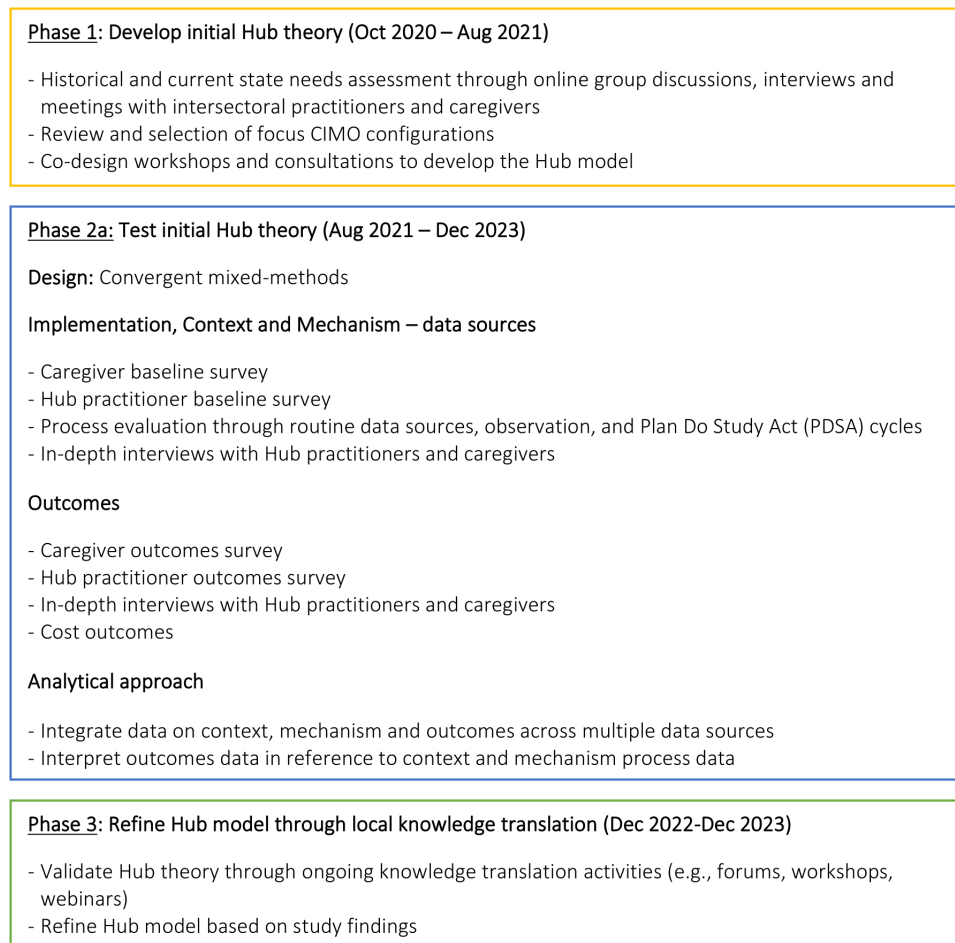 Phase 1: Develop initial Hub theory (Oct 2020 – Aug 2021)
- Historical and current state needs assessment through online group discussions, interviews and
meetings with intersectoral practitioners and caregivers
- Review and selection of focus CIMO configurations
- Co-design workshops and consultations to develop the Hub model
Phase 2a: Test initial Hub theory (Aug 2021 – Dec 2023)
Design: Convergent mixed-methods
Implementation, Context and Mechanism – data sources
- Caregiver baseline survey
- Hub practitioner baseline survey
- Process evaluation through routine data sources, observation, and Plan Do Study Act (PDSA) cycles
- In-depth interviews with Hub practitioners and caregivers
Outcomes
- Caregiver outcomes survey
- Hub practitioner outcomes survey
- In-depth interviews with Hub practitioners and caregivers
- Cost outcomes
Analytical approach
- Integrate data on context, mechanism and outcomes across multiple data sources
- Interpret outcomes data in reference to context and mechanism process data
Phase 3: Refine Hub model through local knowledge translation (Dec 2022-Dec 2023)
- Validate Hub theory through ongoing knowledge translation activities (e.g., forums, workshops,
webinars)
- Refine Hub model based on study findings